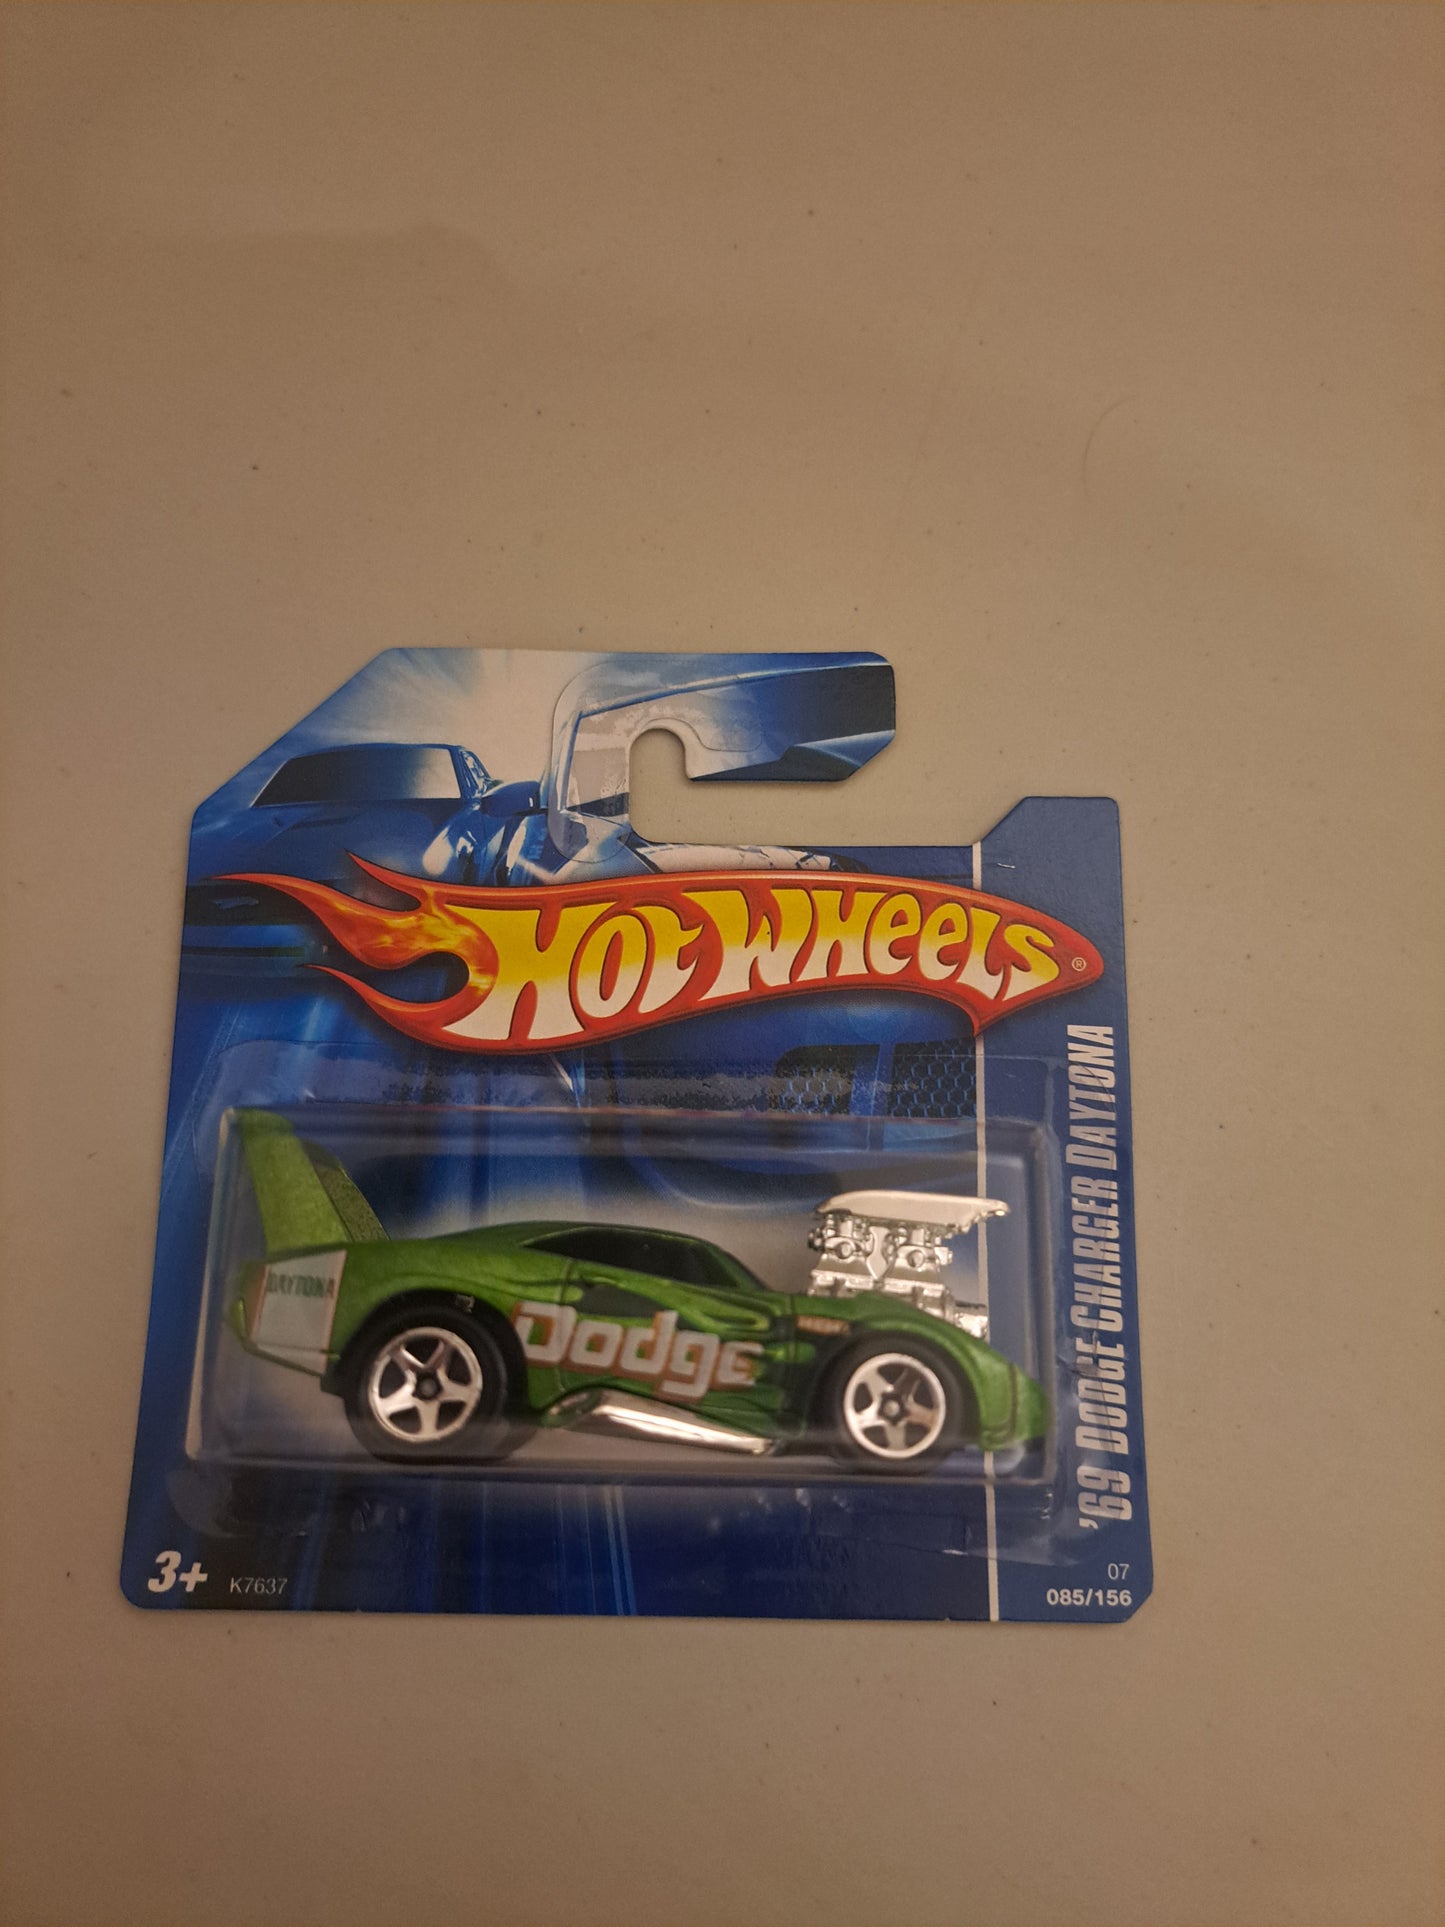 HOT WHEELS®
'69 DODGE CHARGER DAYTONA
DAYTONA
Dodge
3+
K7637
07
085/156